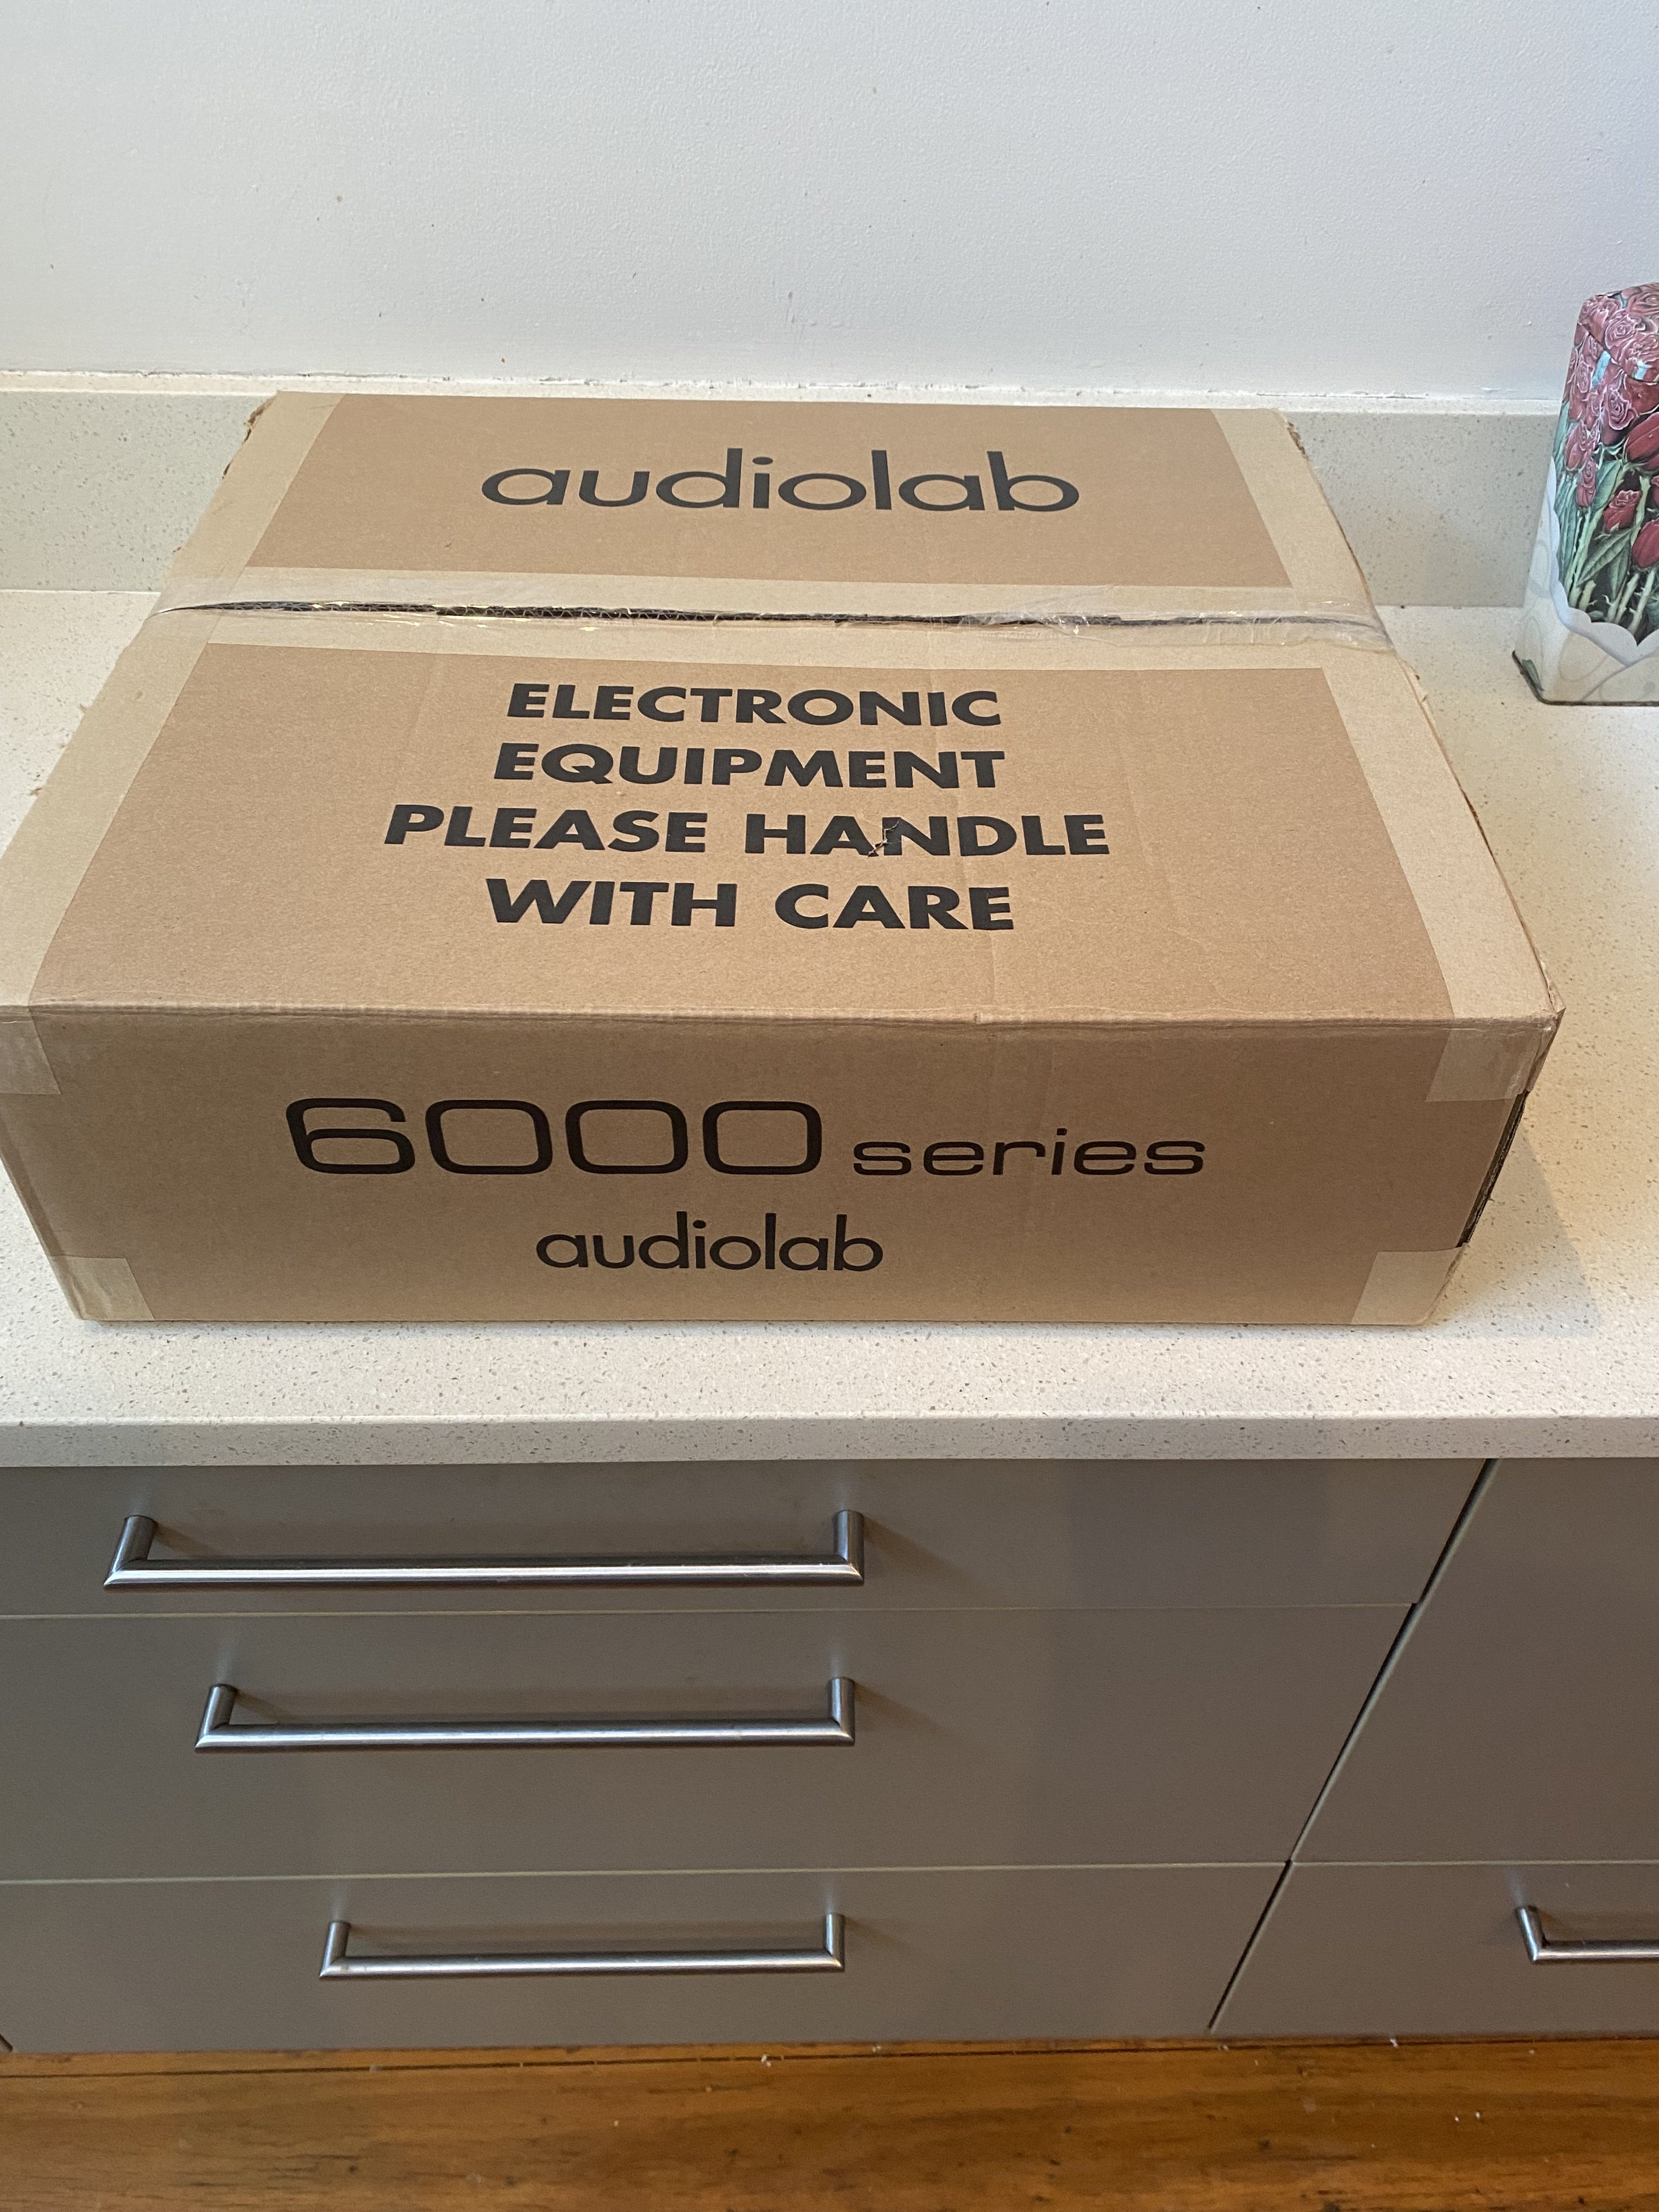 audiolab
ELECTRONIC
EQUIPMENT
PLEASE HANDLE
WITH CARE
6000 series
audiolab